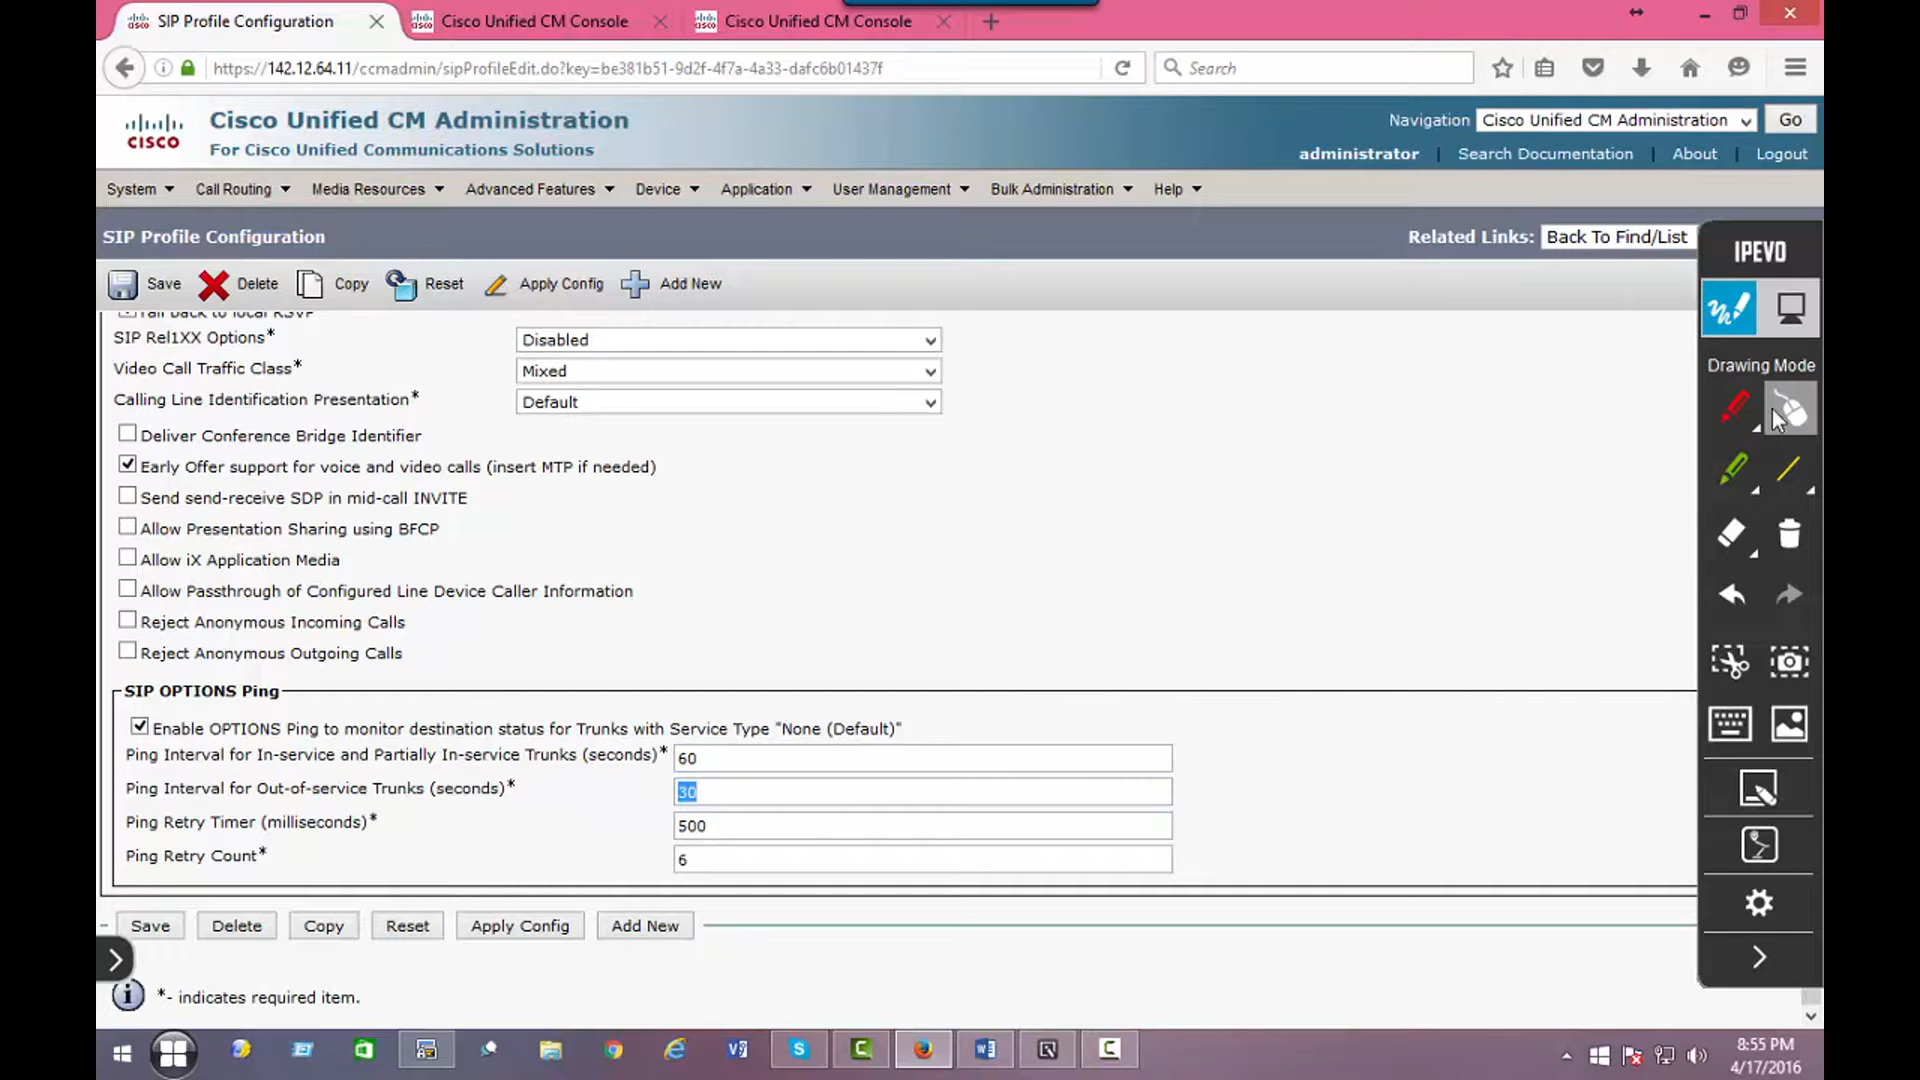 SIP Profile Configuration
Cisco Unified CM Console
Cisco Unified CM Console
https://142.12.64.11/ccmadmin/sipProfileEdit.do?key=be381b51-9d2f-4f7a-4a33-dafc6b01437f
Search
CISCO
Cisco Unified CM Administration
For Cisco Unified Communications Solutions
Navigation Cisco Unified CM Administration Go
administrator | Search Documentation | About | Logout
System Call Routing Media Resources Advanced Features Device Application User Management Bulk Administration Help
SIP Profile Configuration
Related Links: Back To Find/List
Save Delete Copy Reset Apply Config Add New
Fall back to local RSVP
SIP Rel1XX Options* Disabled
Video Call Traffic Class* Mixed
Calling Line Identification Presentation* Default
Deliver Conference Bridge Identifier
Early Offer support for voice and video calls (insert MTP if needed)
Send send-receive SDP in mid-call INVITE
Allow Presentation Sharing using BFCP
Allow iX Application Media
Allow Passthrough of Configured Line Device Caller Information
Reject Anonymous Incoming Calls
Reject Anonymous Outgoing Calls
SIP OPTIONS Ping
Enable OPTIONS Ping to monitor destination status for Trunks with Service Type "None (Default)"
Ping Interval for In-service and Partially In-service Trunks (seconds)* 60
Ping Interval for Out-of-service Trunks (seconds)* 30
Ping Retry Timer (milliseconds)* 500
Ping Retry Count* 6
Save Delete Copy Reset Apply Config Add New
*- indicates required item.
IPEVO
Drawing Mode
8:55 PM
4/17/2016